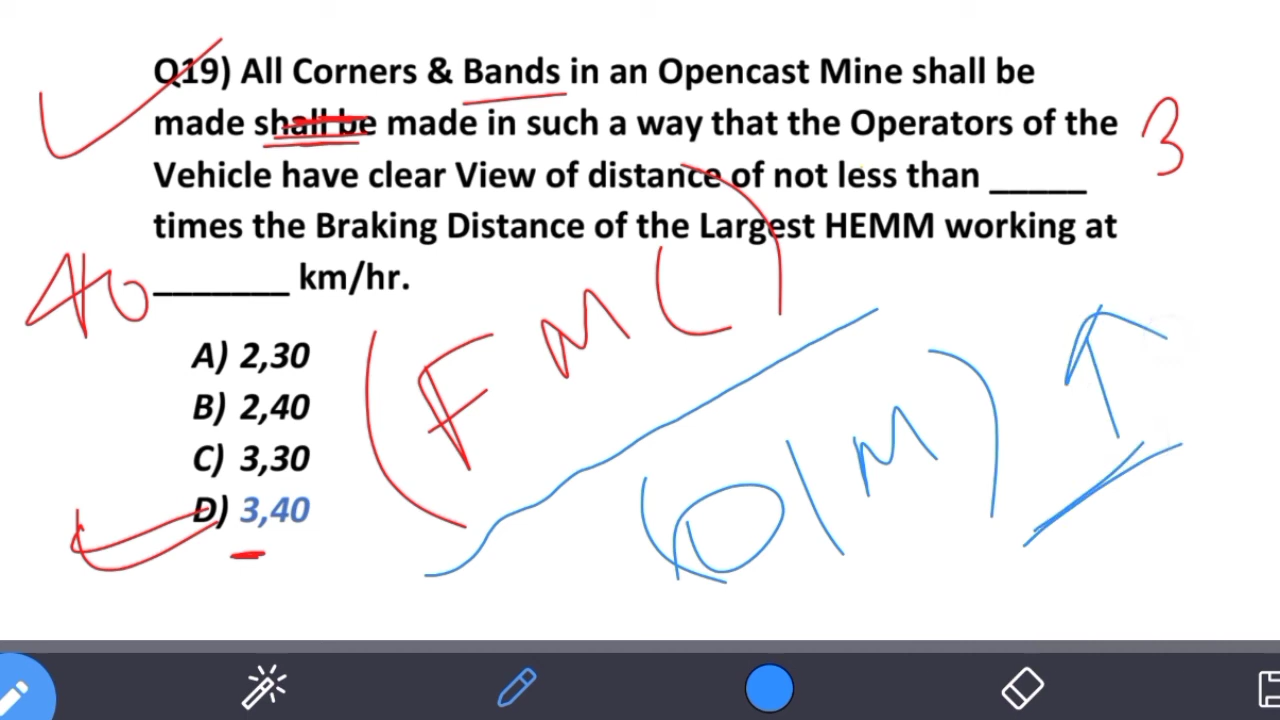 Q19) All Corners & Bands in an Opencast Mine shall be
made shall be made in such a way that the Operators of the
Vehicle have clear View of distance of not less than _____
times the Braking Distance of the Largest HEMM working at
_______ km/hr.
3
40
A) 2,30
B) 2,40
C) 3,30
D) 3,40
(FMC)